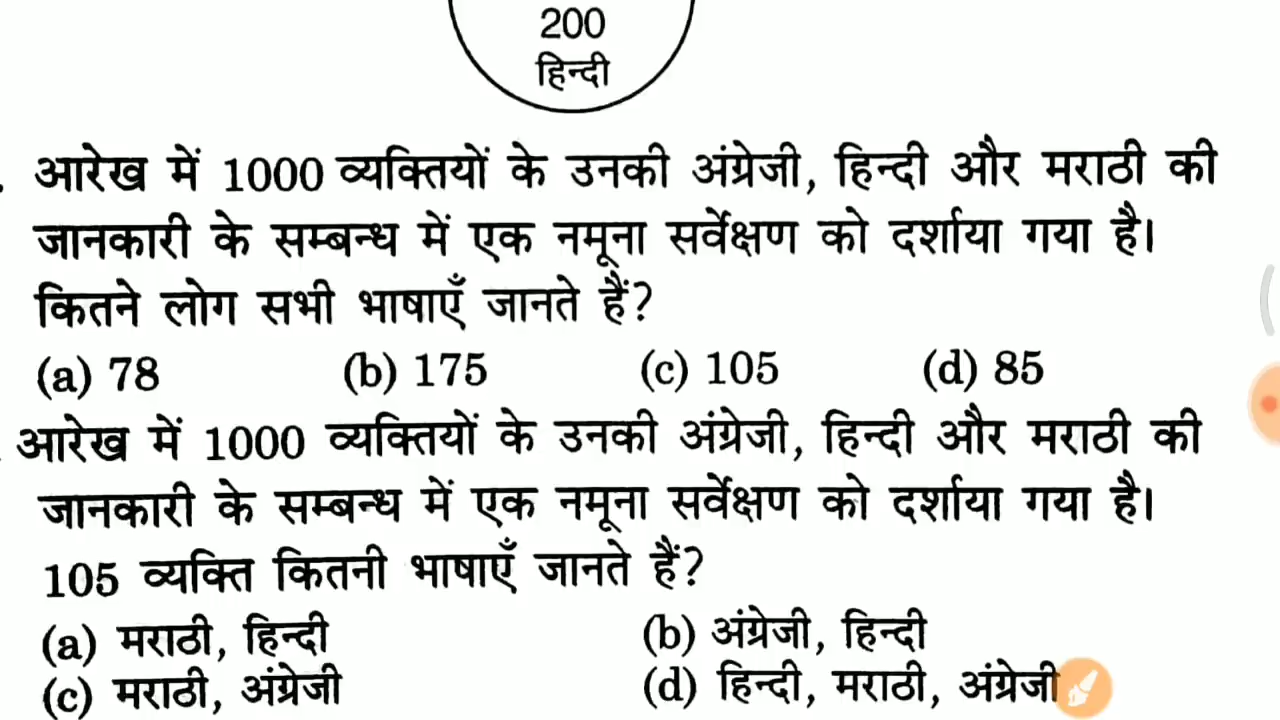 200
हिन्दी
. आरेख में 1000 व्यक्तियों के उनकी अंग्रेजी, हिन्दी और मराठी की
जानकारी के सम्बन्ध में एक नमूना सर्वेक्षण को दर्शाया गया है।
कितने लोग सभी भाषाएँ जानते हैं?
(a) 78 (b) 175 (c) 105 (d) 85
. आरेख में 1000 व्यक्तियों के उनकी अंग्रेजी, हिन्दी और मराठी की
जानकारी के सम्बन्ध में एक नमूना सर्वेक्षण को दर्शाया गया है।
105 व्यक्ति कितनी भाषाएँ जानते हैं?
(a) मराठी, हिन्दी (b) अंग्रेजी, हिन्दी
(c) मराठी, अंग्रेजी (d) हिन्दी, मराठी, अंग्रेजी